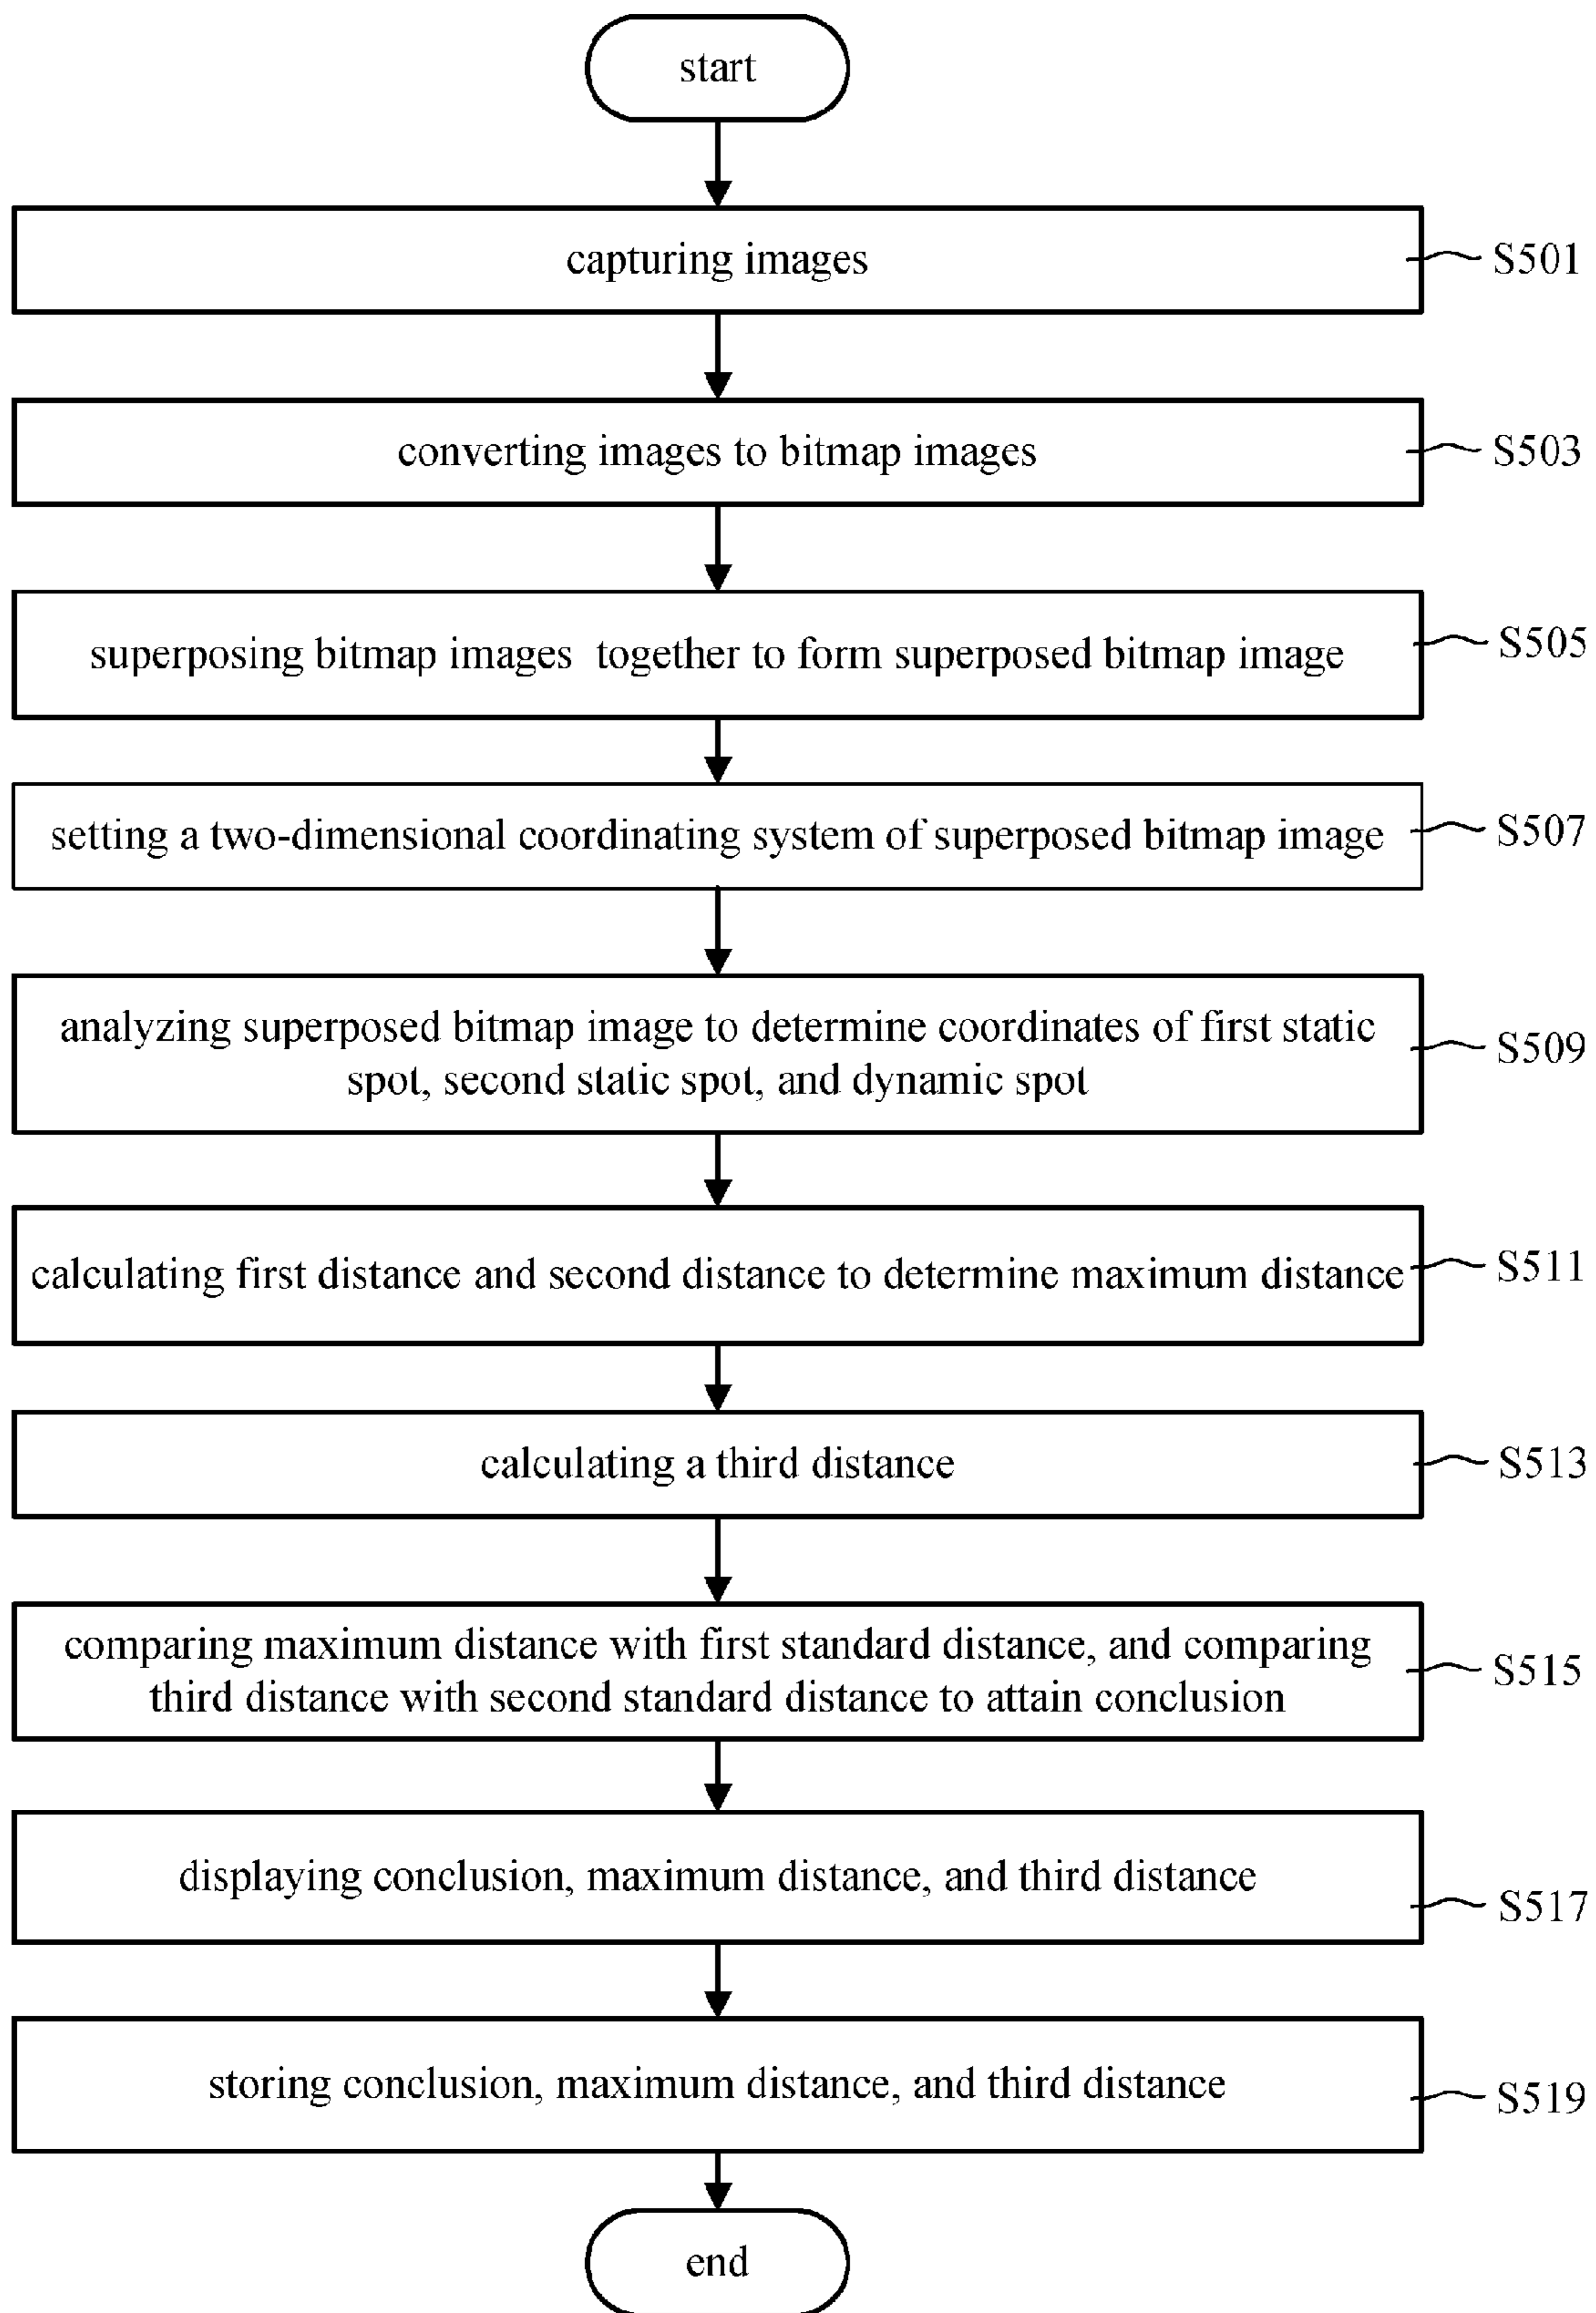 start
capturing images
S501
converting images to bitmap images
S503
superposing bitmap images together to form superposed bitmap image
S505
setting a two-dimensional coordinating system of superposed bitmap image
S507
analyzing superposed bitmap image to determine coordinates of first static
spot, second static spot, and dynamic spot
S509
calculating first distance and second distance to determine maximum distance
S511
calculating a third distance
S513
comparing maximum distance with first standard distance, and comparing
third distance with second standard distance to attain conclusion
S515
displaying conclusion, maximum distance, and third distance
S517
storing conclusion, maximum distance, and third distance
S519
end